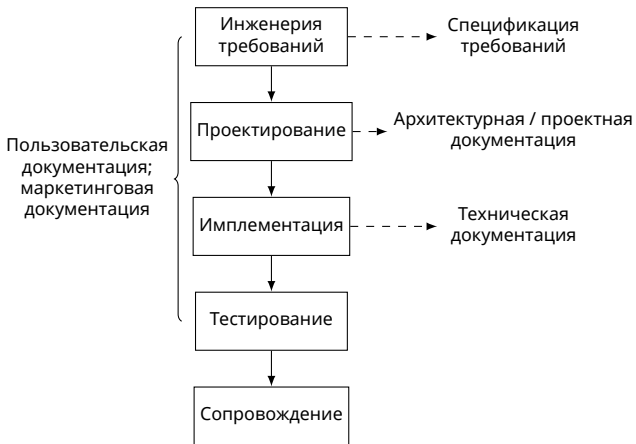 Инженерия
требований
Спецификация
требований
Проектирование
Архитектурная / проектная
документация
Пользовательская
документация;
маркетинговая
документация
Имплементация
Техническая
документация
Тестирование
Сопровождение